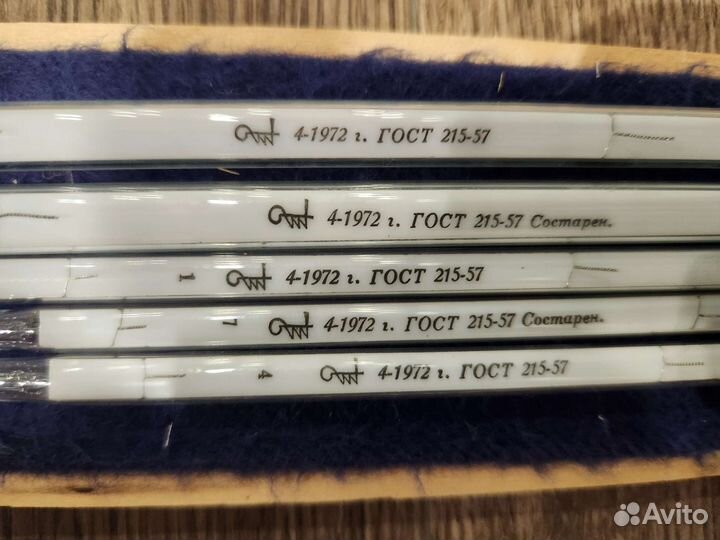 4-1972 г. ГОСТ 215-57
4-1972 г. ГОСТ 215-57 Состарен.
1 4-1972 г. ГОСТ 215-57
7 4-1972 г. ГОСТ 215-57 Состарен.
4 4-1972 г. ГОСТ 215-57
Avito